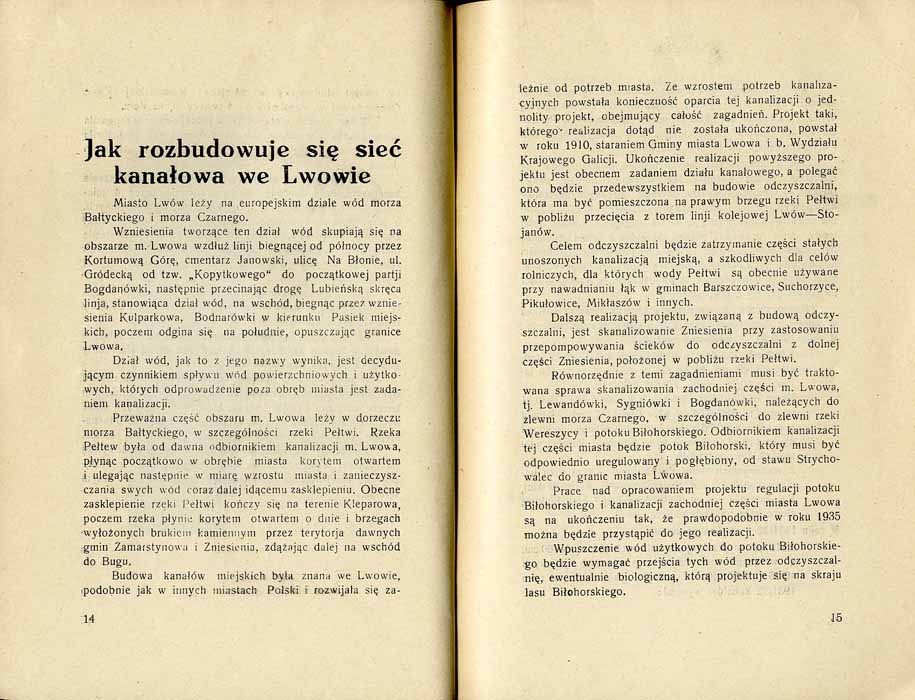 Jak rozbudowuje się sieć
kanałowa we Lwowie
Miasto Lwów leży na europejskim dziale wód morza
Bałtyckiego i morza Czarnego.
Wzniesienia tworzące ten dział wód skupiają się na
obszarze m. Lwowa wzdłuż linji biegnącej od północy przez
Kortumową Górę, cmentarz Janowski, ulicę Na Błonie, ul.
Gródecką od tzw. „Kopytkowego" do początkowej partji
Bogdanówki, następnie przecinając drogę Lubieńską skręca
linja, stanowiąca dział wód, na wschód, biegnąc przez wznie-
sienia Kulparkowa, Bodnarówki w kierunku Pasiek miejs-
kich, poczem odgina się na południe, opuszczając granice
Lwowa.
Dział wód, jak to z jego nazwy wynika, jest decydu-
jącym czynnikiem spływu wód powierzchniowych i użytko-
wych, których odprowadzenie poza obręb miasta jest zada-
niem kanalizacji.
Przeważna część obszaru m. Lwowa leży w dorzeczu
morza Bałtyckiego, w szczególności rzeki Pełtwi. Rzeka
Pełtew była od dawna odbiornikiem kanalizacji m. Lwowa,
płynąc początkowo w obrębie miasta korytem otwartem
i ulegając następnie w miarę wzrostu miasta i zanieczysz-
czania swych wód coraz dalej idącemu zasklepieniu. Obecne
zasklepienie rzeki Pełtwi kończy się na terenie Kleparowa,
poczem rzeka płynie korytem otwartem o dnie i brzegach
wyłożonych brukiem kamiennym przez terytorja dawnych
gmin Zamarstynowa i Zniesienia, zdążając dalej na wschód
do Bugu.
Budowa kanałów miejskich była znana we Lwowie,
podobnie jak w innych miastach Polski i rozwijała się za-
14
leżnie od potrzeb miasta. Ze wzrostem potrzeb kanaliza-
cyjnych powstała konieczność oparcia tej kanalizacji o jed-
nolity projekt, obejmujący całość zagadnień. Projekt taki,
którego realizacja dotąd nie została ukończona, powstał
w roku 1910, staraniem Gminy miasta Lwowa i b. Wydziału
Krajowego Galicji. Ukończenie realizacji powyższego pro-
jektu jest obecnem zadaniem działu kanałowego, a polegać
ono będzie przedewszystkiem na budowie odczyszczalni,
która ma być pomieszczona na prawym brzegu rzeki Pełtwi
w pobliżu przecięcia z torem linji kolejowej Lwów—Sto-
janów.
Celem odczyszczalni będzie zatrzymanie części stałych
unoszonych kanalizacją miejską, a szkodliwych dla celów
rolniczych, dla których wody Pełtwi są obecnie używane
przy nawadnianiu łąk w gminach Barszczowice, Suchorzyce,
Pikułowice, Mikłaszów i innych.
Dalszą realizacją projektu, związaną z budową odczy-
szczalni, jest skanalizowanie Zniesienia przy zastosowaniu
przepompowywania ścieków do odczyszczalni z dolnej
części Zniesienia, położonej w pobliżu rzeki Pełtwi.
Równorzędnie z temi zagadnieniami musi być trakto-
wana sprawa skanalizowania zachodniej części m. Lwowa,
tj. Lewandówki, Sygniówki i Bogdanówki, należących do
zlewni morza Czarnego, w szczególności do zlewni rzeki
Wereszycy i potoku Biłohorskiego. Odbiornikiem kanalizacji
tej części miasta będzie potok Biłohorski, który musi być
odpowiednio uregulowany i pogłębiony, od stawu Strycho-
walec do granic miasta Lwowa.
Prace nad opracowaniem projektu regulacji potoku
Biłohorskiego i kanalizacji zachodniej części miasta Lwowa
są na ukończeniu tak, że prawdopodobnie w roku 1935
można będzie przystąpić do jego realizacji.
Wpuszczenie wód użytkowych do potoku Biłohorskie-
go będzie wymagać przejścia tych wód przez odczyszczal-
nię, ewentualnie biologiczną, którą projektuje się na skraju
lasu Biłohorskiego.
15